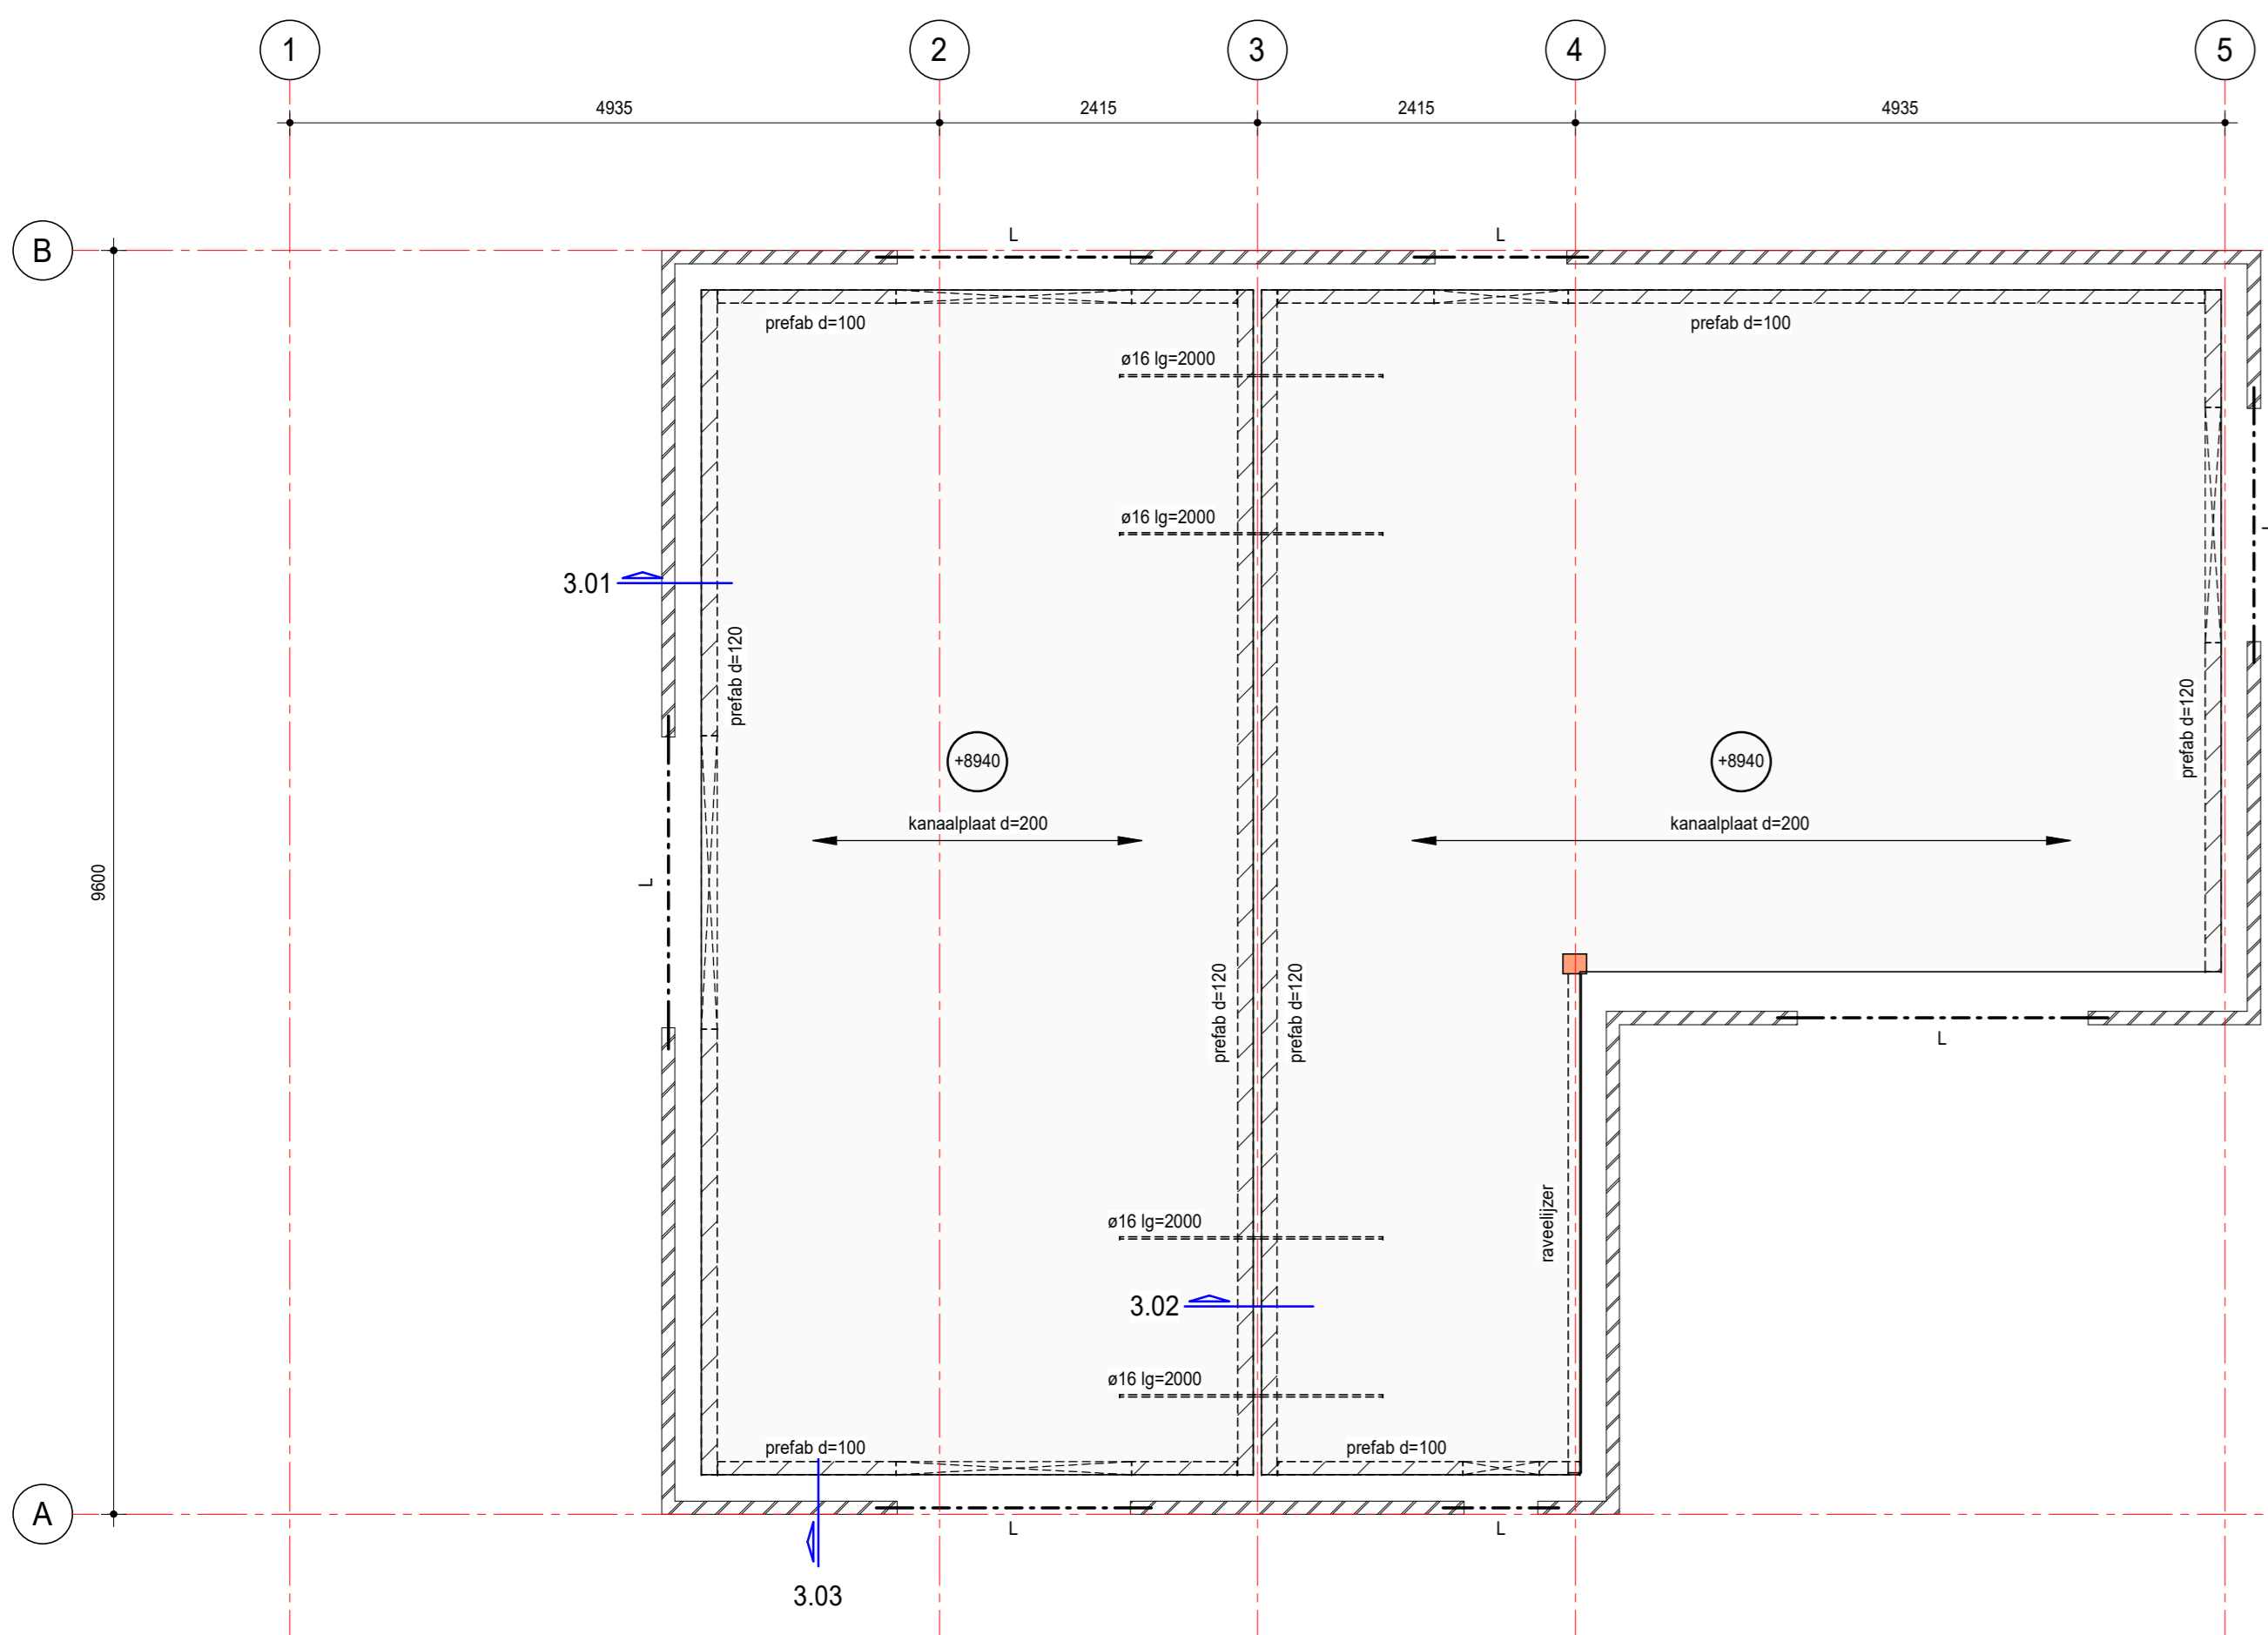 1
2
3
4
5
4935
2415
2415
4935
B
L
L
prefab d=100
prefab d=100
ø16 lg=2000
ø16 lg=2000
L
3.01
prefab d=120
prefab d=120
+8940
+8940
kanaalplaat d=200
kanaalplaat d=200
9600
L
prefab d=120
prefab d=120
L
raveelijzer
ø16 lg=2000
3.02
ø16 lg=2000
prefab d=100
prefab d=100
A
L
L
3.03